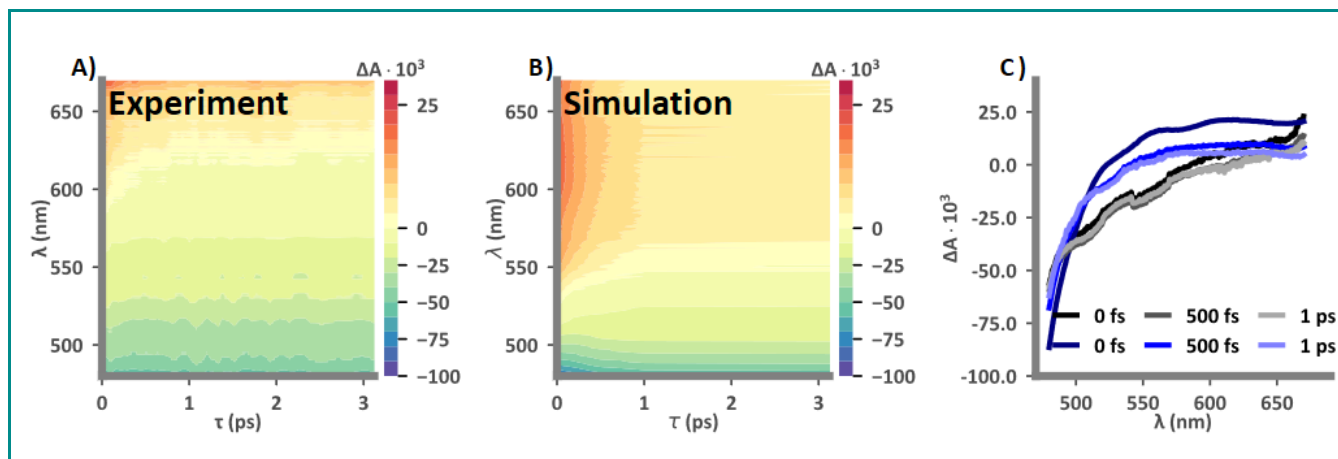 A)
ΔA · 10³
Experiment
λ (nm)
650
600
550
500
0
1
2
3
τ (ps)
25
0
−25
−50
−75
−100
B)
ΔA · 10³
Simulation
λ (nm)
650
600
550
500
0
1
2
3
τ (ps)
25
0
−25
−50
−75
−100
C)
ΔA · 10³
25.0
0.0
-25.0
-50.0
-75.0
-100.0
0 fs 500 fs 1 ps
0 fs 500 fs 1 ps
500
550
600
650
λ (nm)